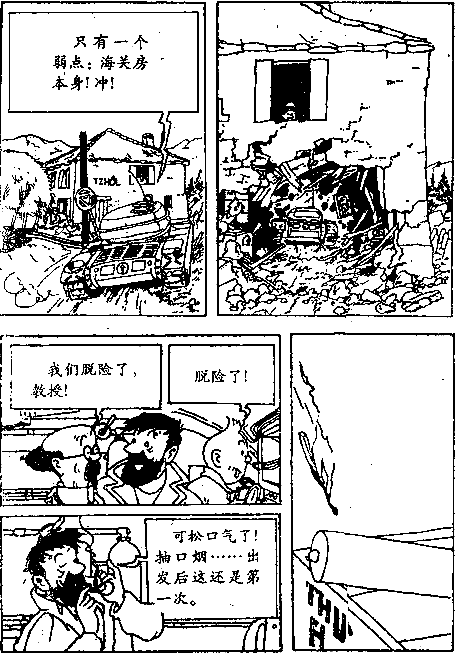 只有一个
弱点：海关房
本身！冲！
TZHÔL
我们脱险了，
教授！
脱险了！
可松口气了！
抽口烟……出
发后这还是第
一次。
THU
H